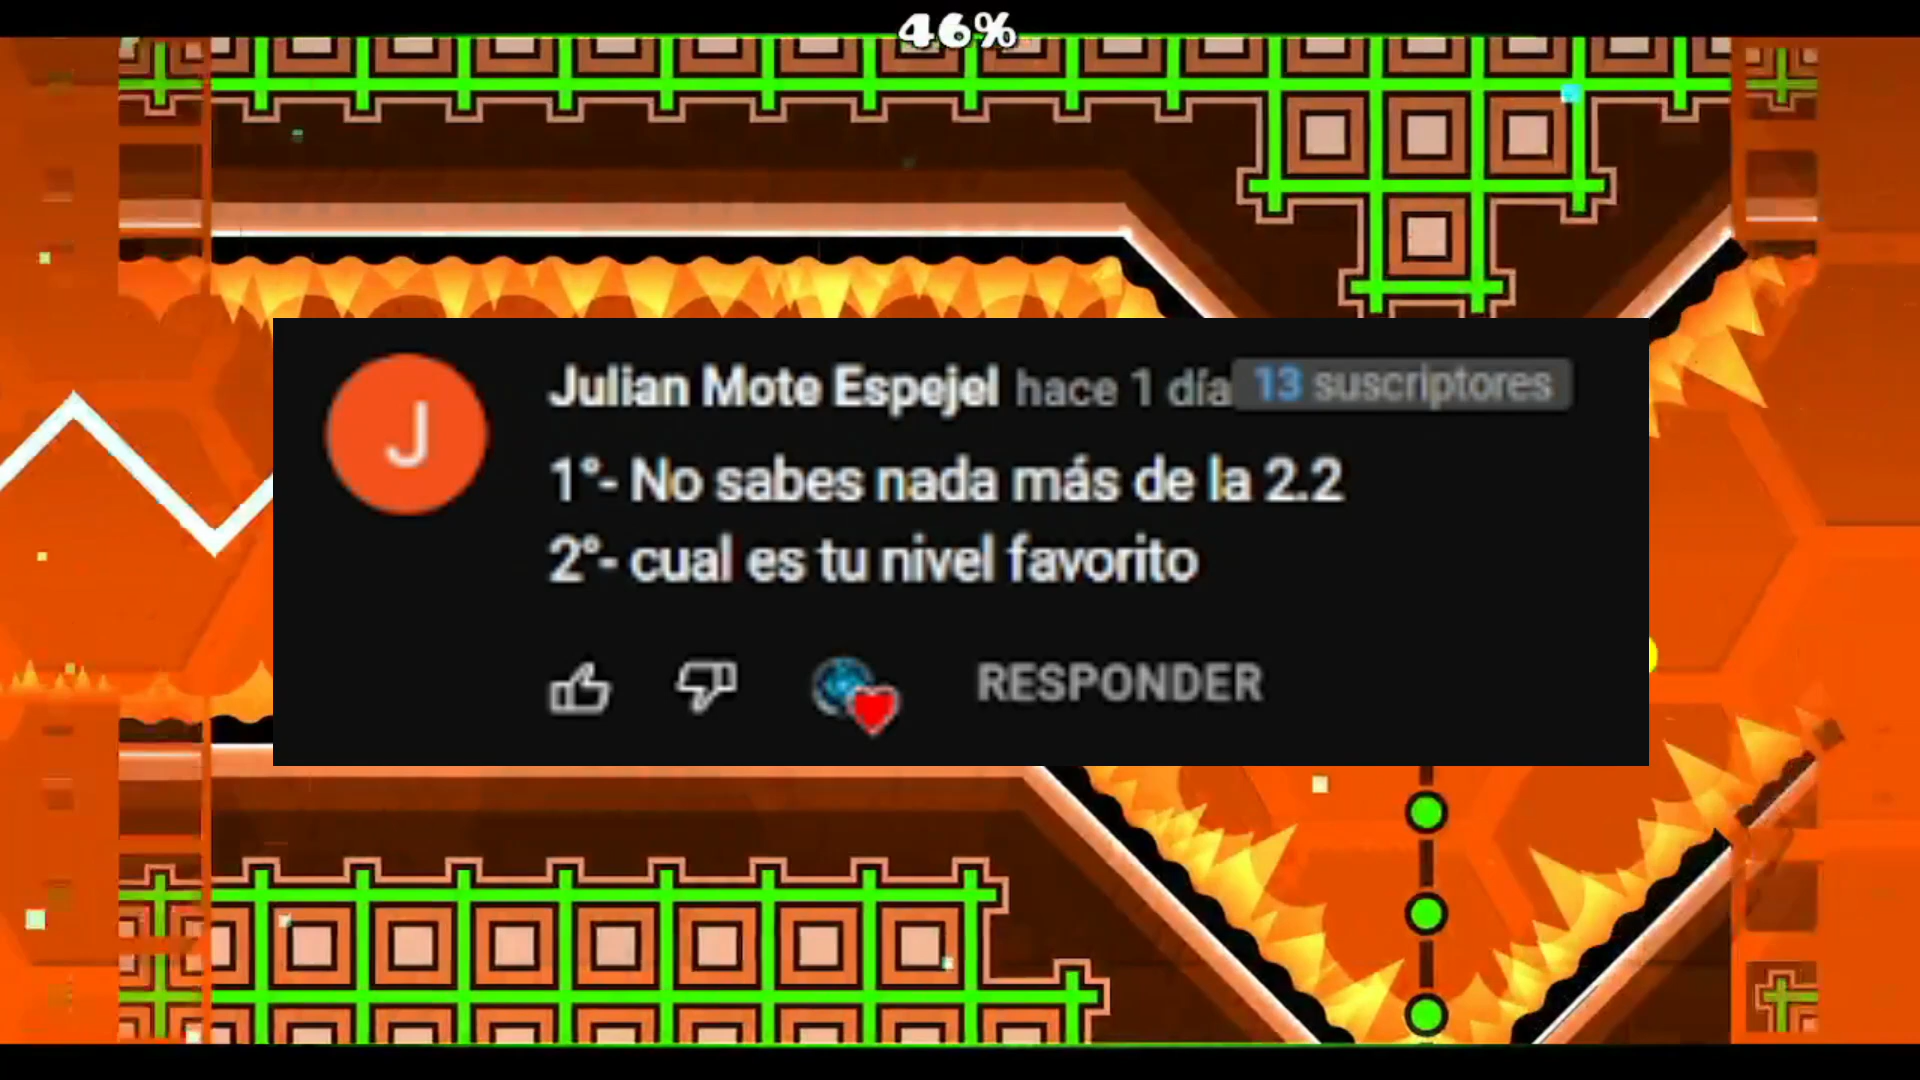 46%
J
Julian Mote Espejel hace 1 día 13 suscriptores
1°- No sabes nada más de la 2.2
2°- cual es tu nivel favorito
RESPONDER